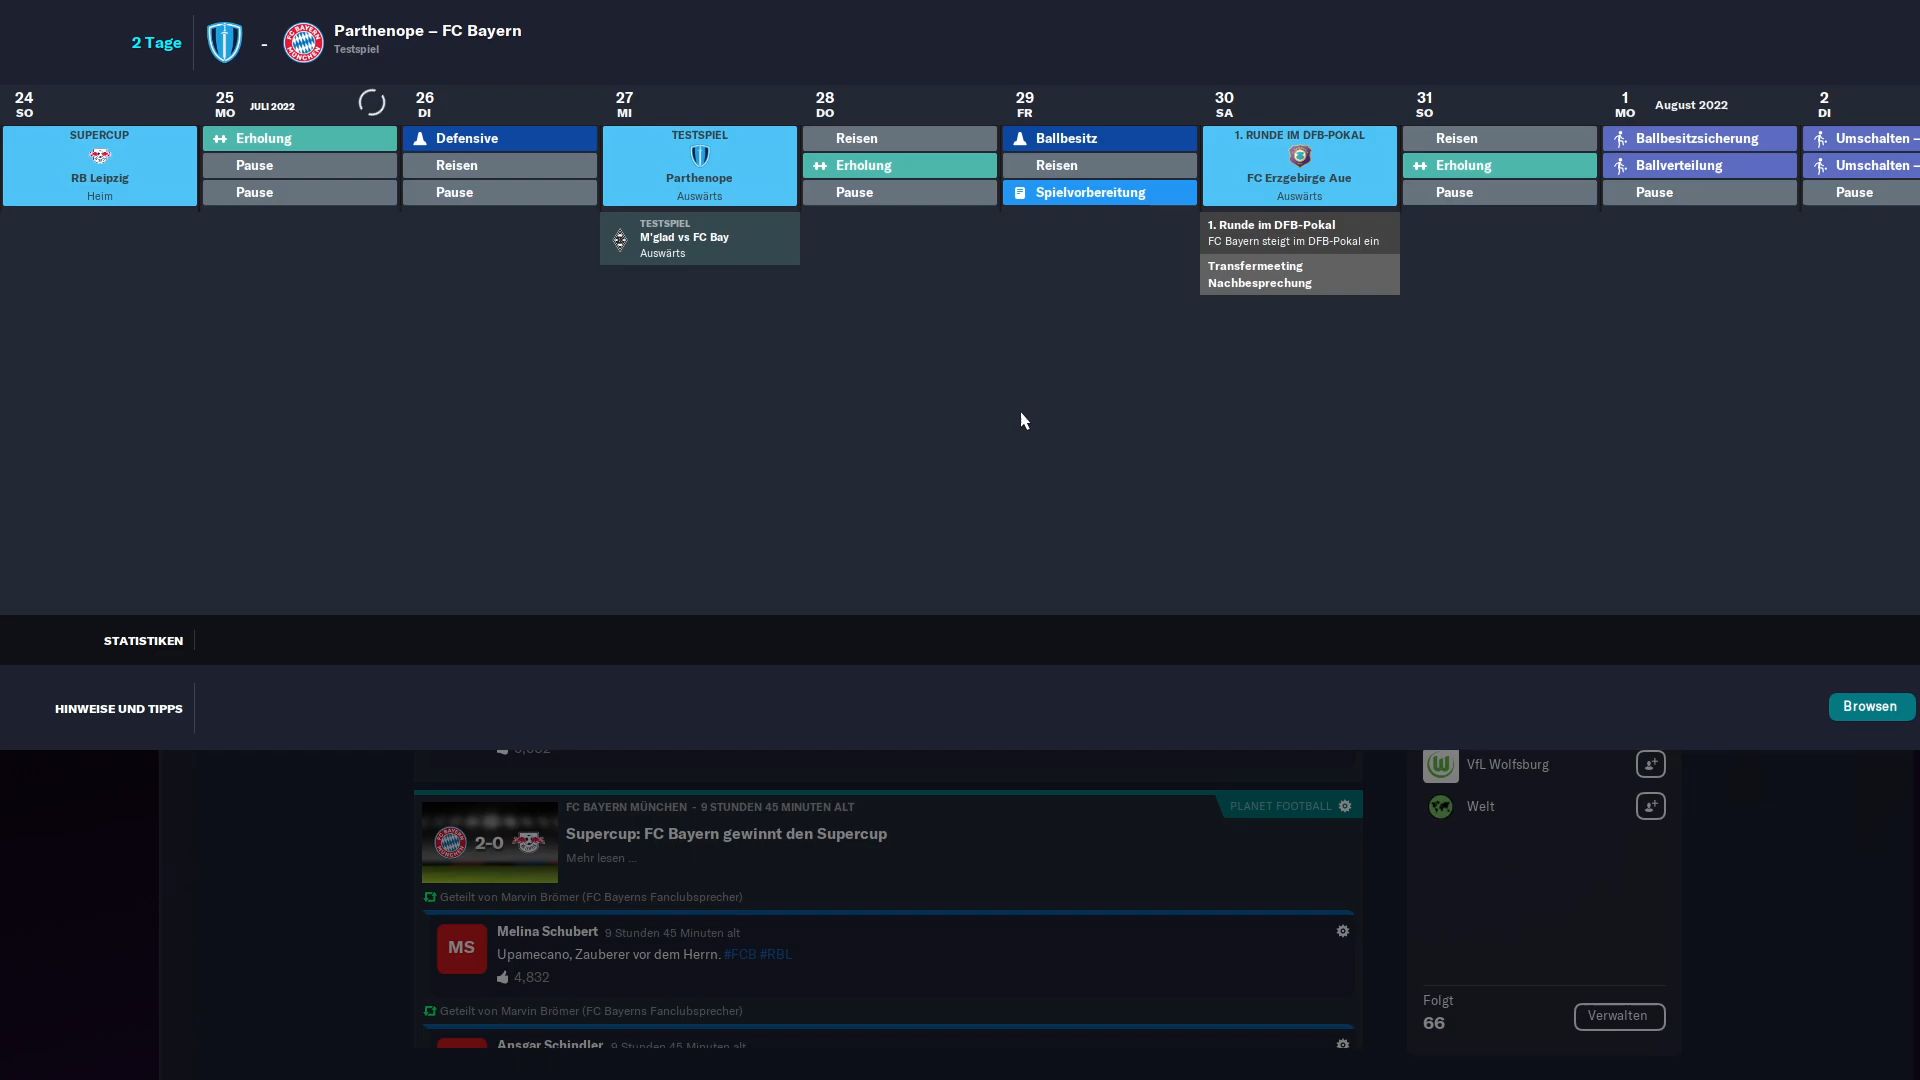 2 Tage
-
Parthenope – FC Bayern
Testspiel
24
SO
25
MO
JULI 2022
26
DI
27
MI
28
DO
29
FR
30
SA
31
SO
1
MO
August 2022
2
DI
SUPERCUP
RB Leipzig
Heim
Erholung
Pause
Pause
Defensive
Reisen
Pause
TESTSPIEL
Parthenope
Auswärts
TESTSPIEL
M'glad vs FC Bay
Auswärts
Reisen
Erholung
Pause
Ballbesitz
Reisen
Spielvorbereitung
1. RUNDE IM DFB-POKAL
FC Erzgebirge Aue
Auswärts
1. Runde im DFB-Pokal
FC Bayern steigt im DFB-Pokal ein
Transfermeeting
Nachbesprechung
Reisen
Erholung
Pause
Ballbesitzsicherung
Ballverteilung
Pause
Umschalten –
Umschalten –
Pause
STATISTIKEN
HINWEISE UND TIPPS
Browsen
VfL Wolfsburg
Welt
FC BAYERN MÜNCHEN - 9 STUNDEN 45 MINUTEN ALT
PLANET FOOTBALL
2-0
Supercup: FC Bayern gewinnt den Supercup
Mehr lesen ...
Geteilt von Marvin Brömer (FC Bayerns Fanclubsprecher)
MS
Melina Schubert 9 Stunden 45 Minuten alt
Upamecano, Zauberer vor dem Herrn. #FCB #RBL
4,832
Geteilt von Marvin Brömer (FC Bayerns Fanclubsprecher)
Ansgar Schindler 9 Stunden 45 Minuten alt
Folgt
66
Verwalten